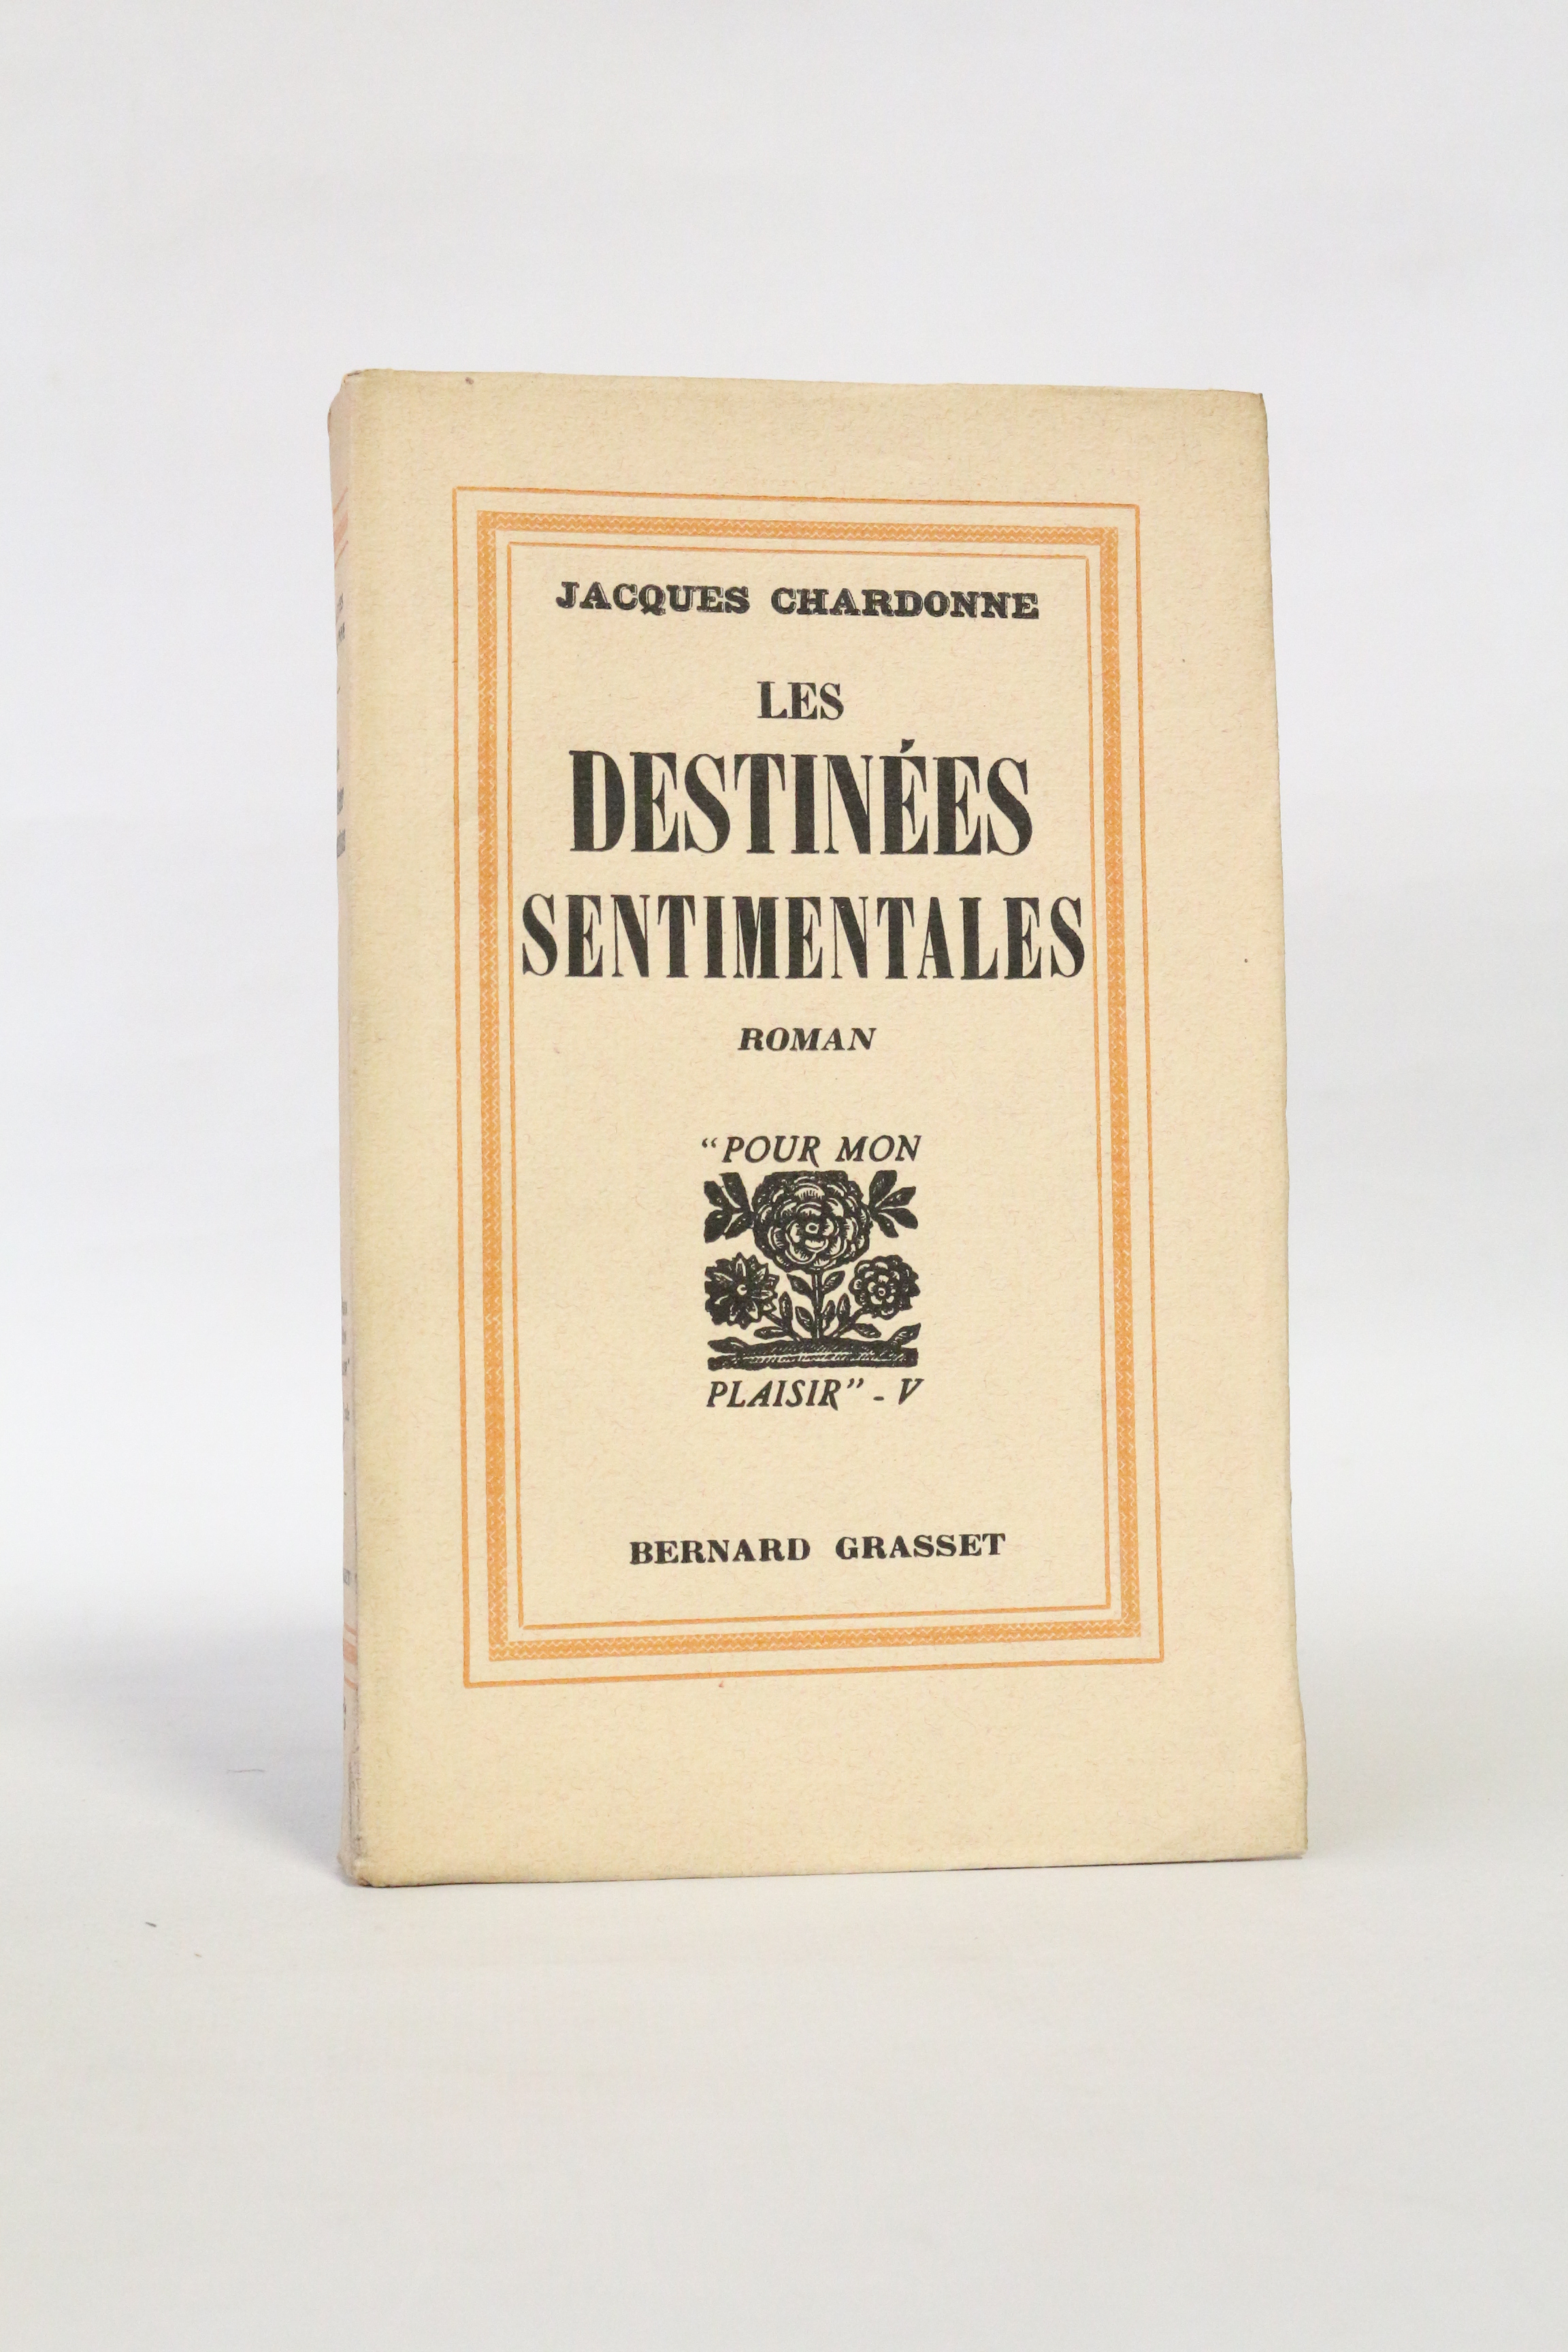 JACQUES CHARDONNE
LES
DESTINÉES
SENTIMENTALES
ROMAN
“POUR MON
PLAISIR” - V
BERNARD GRASSET